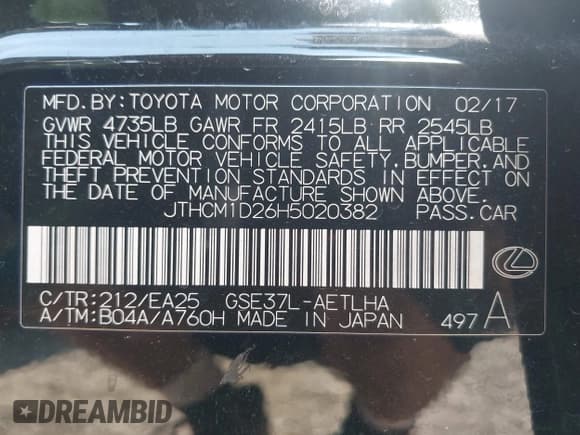 MFD. BY: TOYOTA MOTOR CORPORATION 02/17
GVWR 4735LB GAWR FR 2415LB RR 2545LB
THIS VEHICLE CONFORMS TO ALL APPLICABLE
FEDERAL MOTOR VEHICLE SAFETY, BUMPER, AND
THEFT PREVENTION STANDARDS IN EFFECT ON
THE DATE OF MANUFACTURE SHOWN ABOVE.
JTHCM1D26H5020382 PASS. CAR
C/TR: 212/EA25 GSE37L-AETLHA
A/TM: B04A/A760H MADE IN JAPAN 497 A
DREAMBID